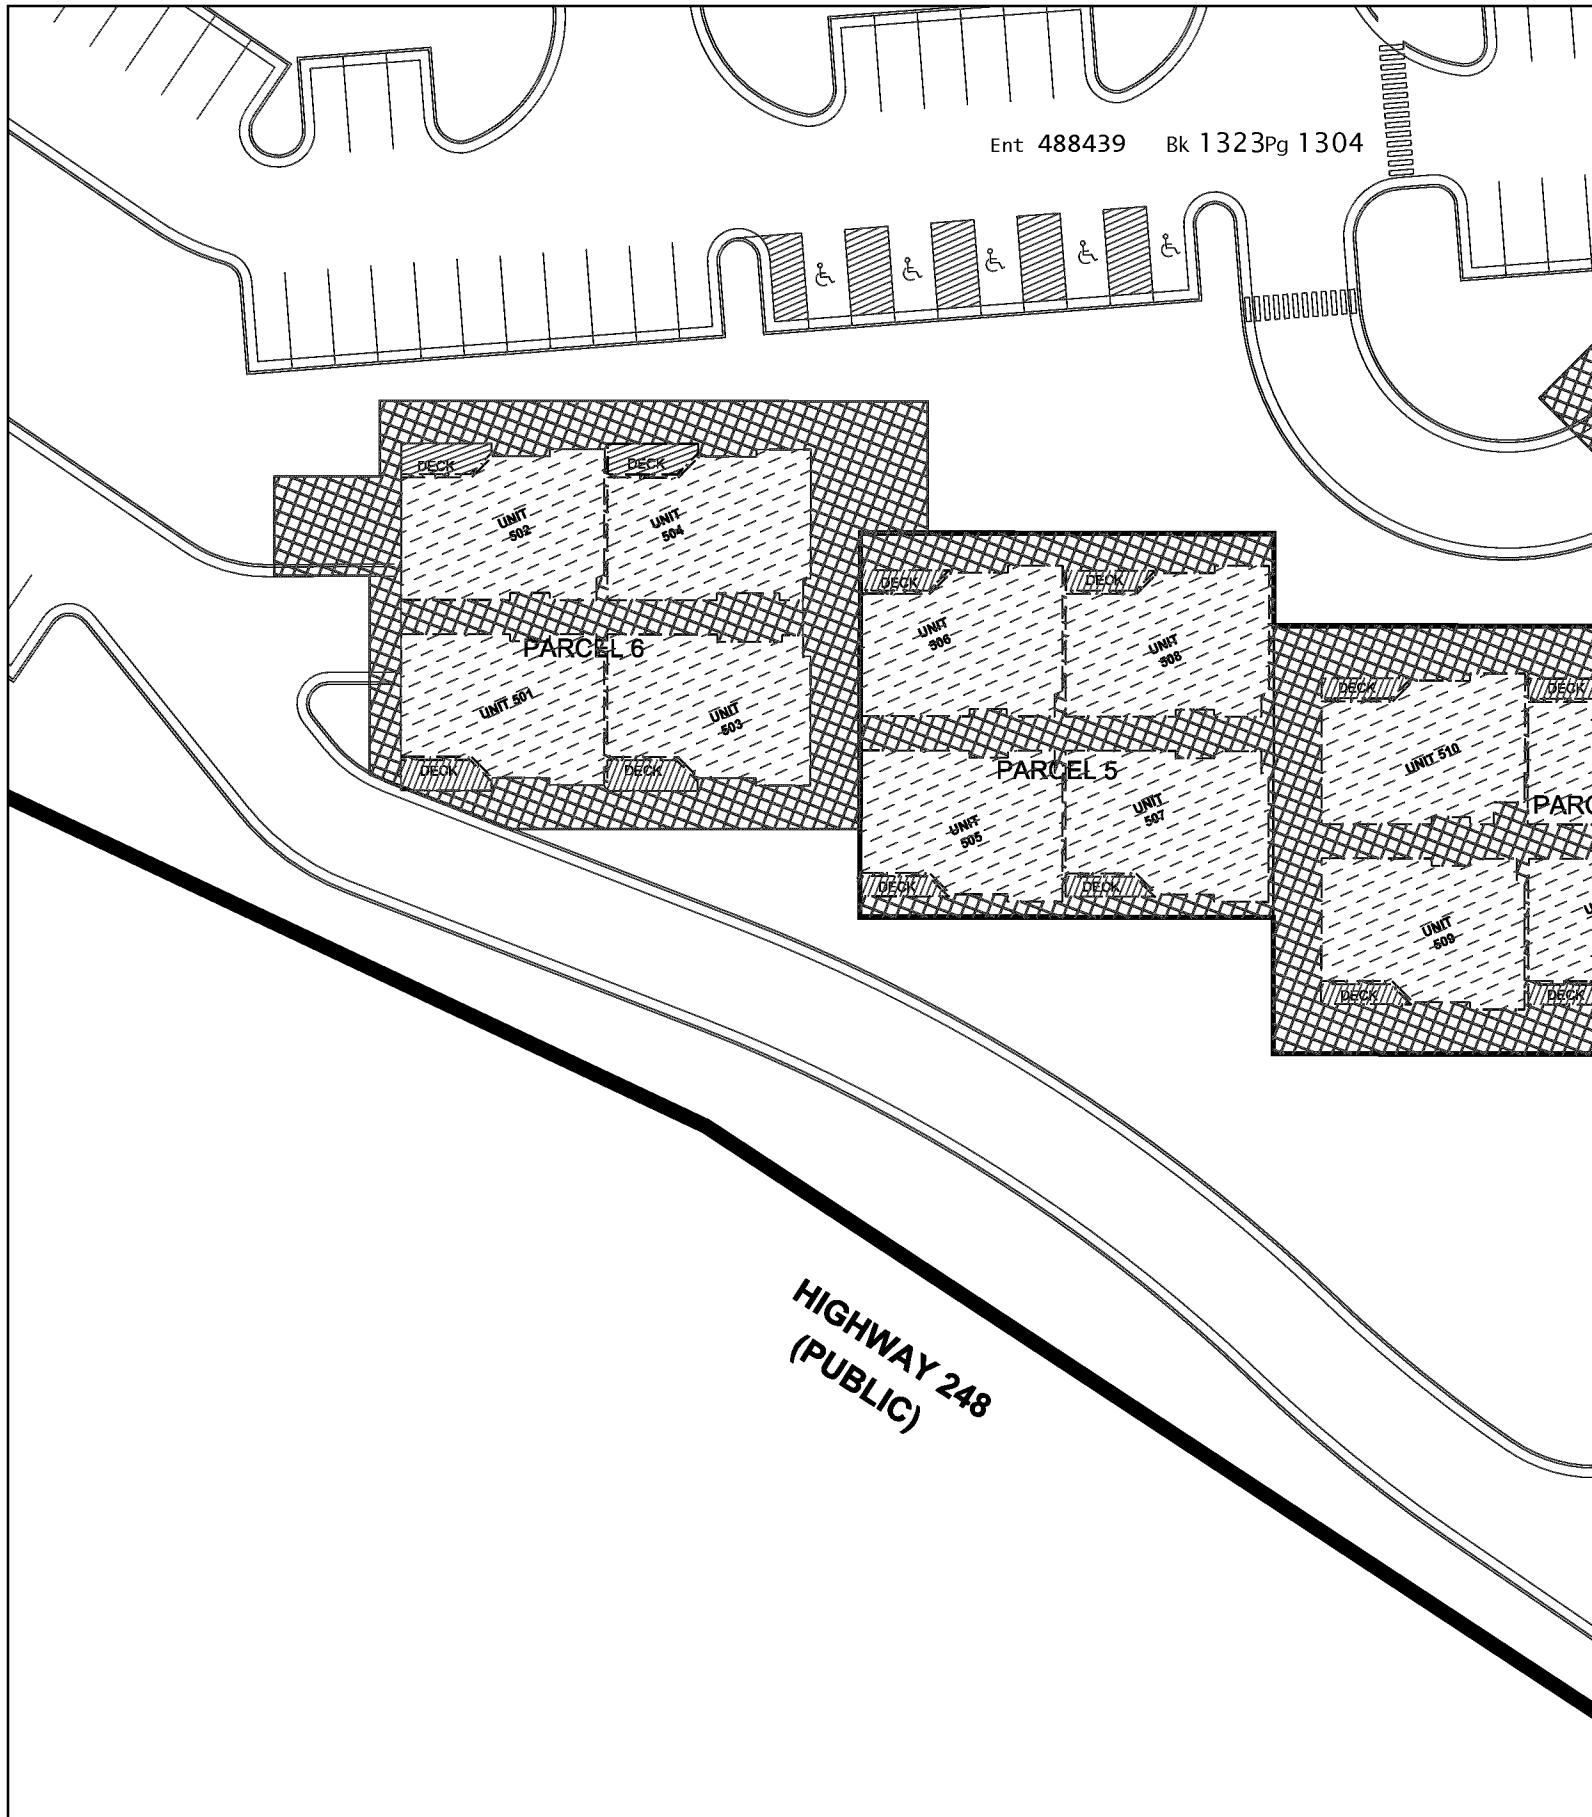 Ent 488439 Bk 1323Pg 1304
DECK
DECK
UNIT
502
UNIT
504
PARCEL 6
UNIT 501
UNIT
503
DECK
DECK
DECK
DECK
UNIT
506
UNIT
508
PARCEL 5
UNIT
505
UNIT
507
DECK
DECK
DECK
DECK
UNIT 510
PARC
UNIT
509
U
DECK
DECK
HIGHWAY 248
(PUBLIC)